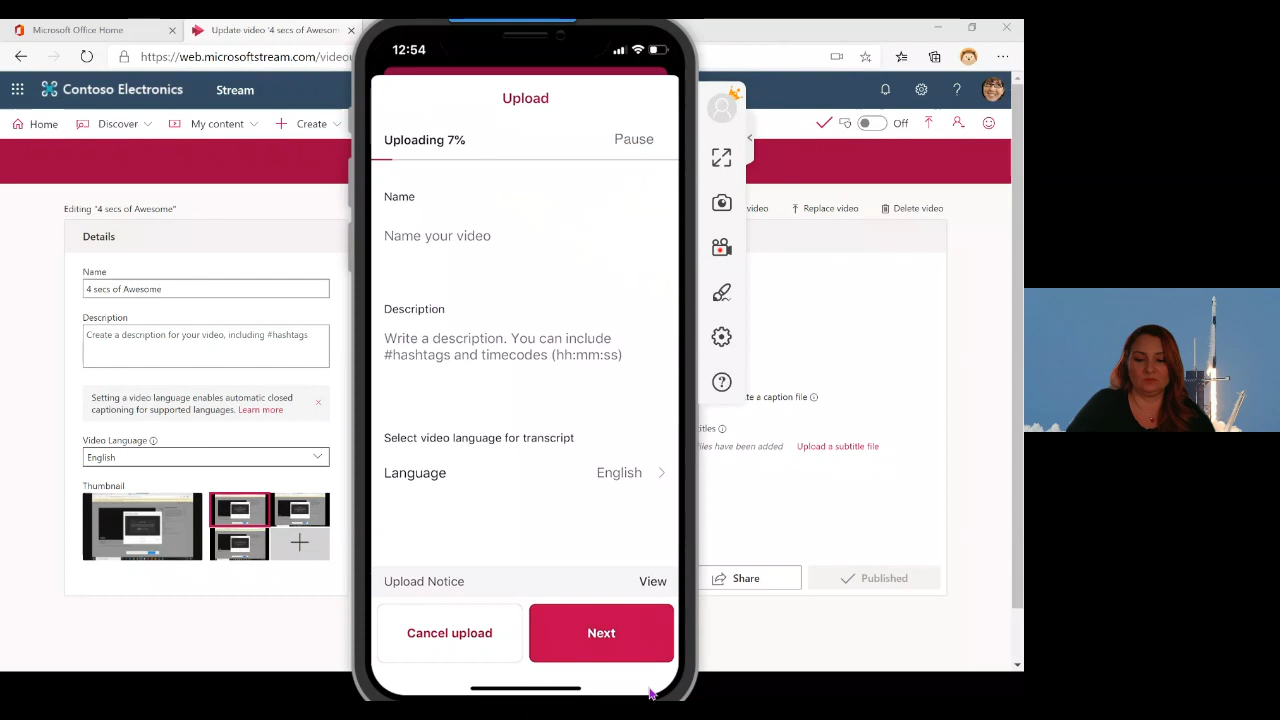 Microsoft Office Home
Update video '4 secs of Awesom
https://web.microsoftstream.com/video
Contoso Electronics
Stream
Home
Discover
My content
Create
Off
Editing "4 secs of Awesome"
video
Replace video
Delete video
Details
Name
4 secs of Awesome
Description
Create a description for your video, including #hashtags
Setting a video language enables automatic closed
captioning for supported languages. Learn more
Video Language
English
Thumbnail
12:54
Upload
Uploading 7%
Pause
Name
Name your video
Description
Write a description. You can include
#hashtags and timecodes (hh:mm:ss)
Select video language for transcript
Language
English
Upload Notice
View
Cancel upload
Next
te a caption file
titles
files have been added
Upload a subtitle file
Share
Published